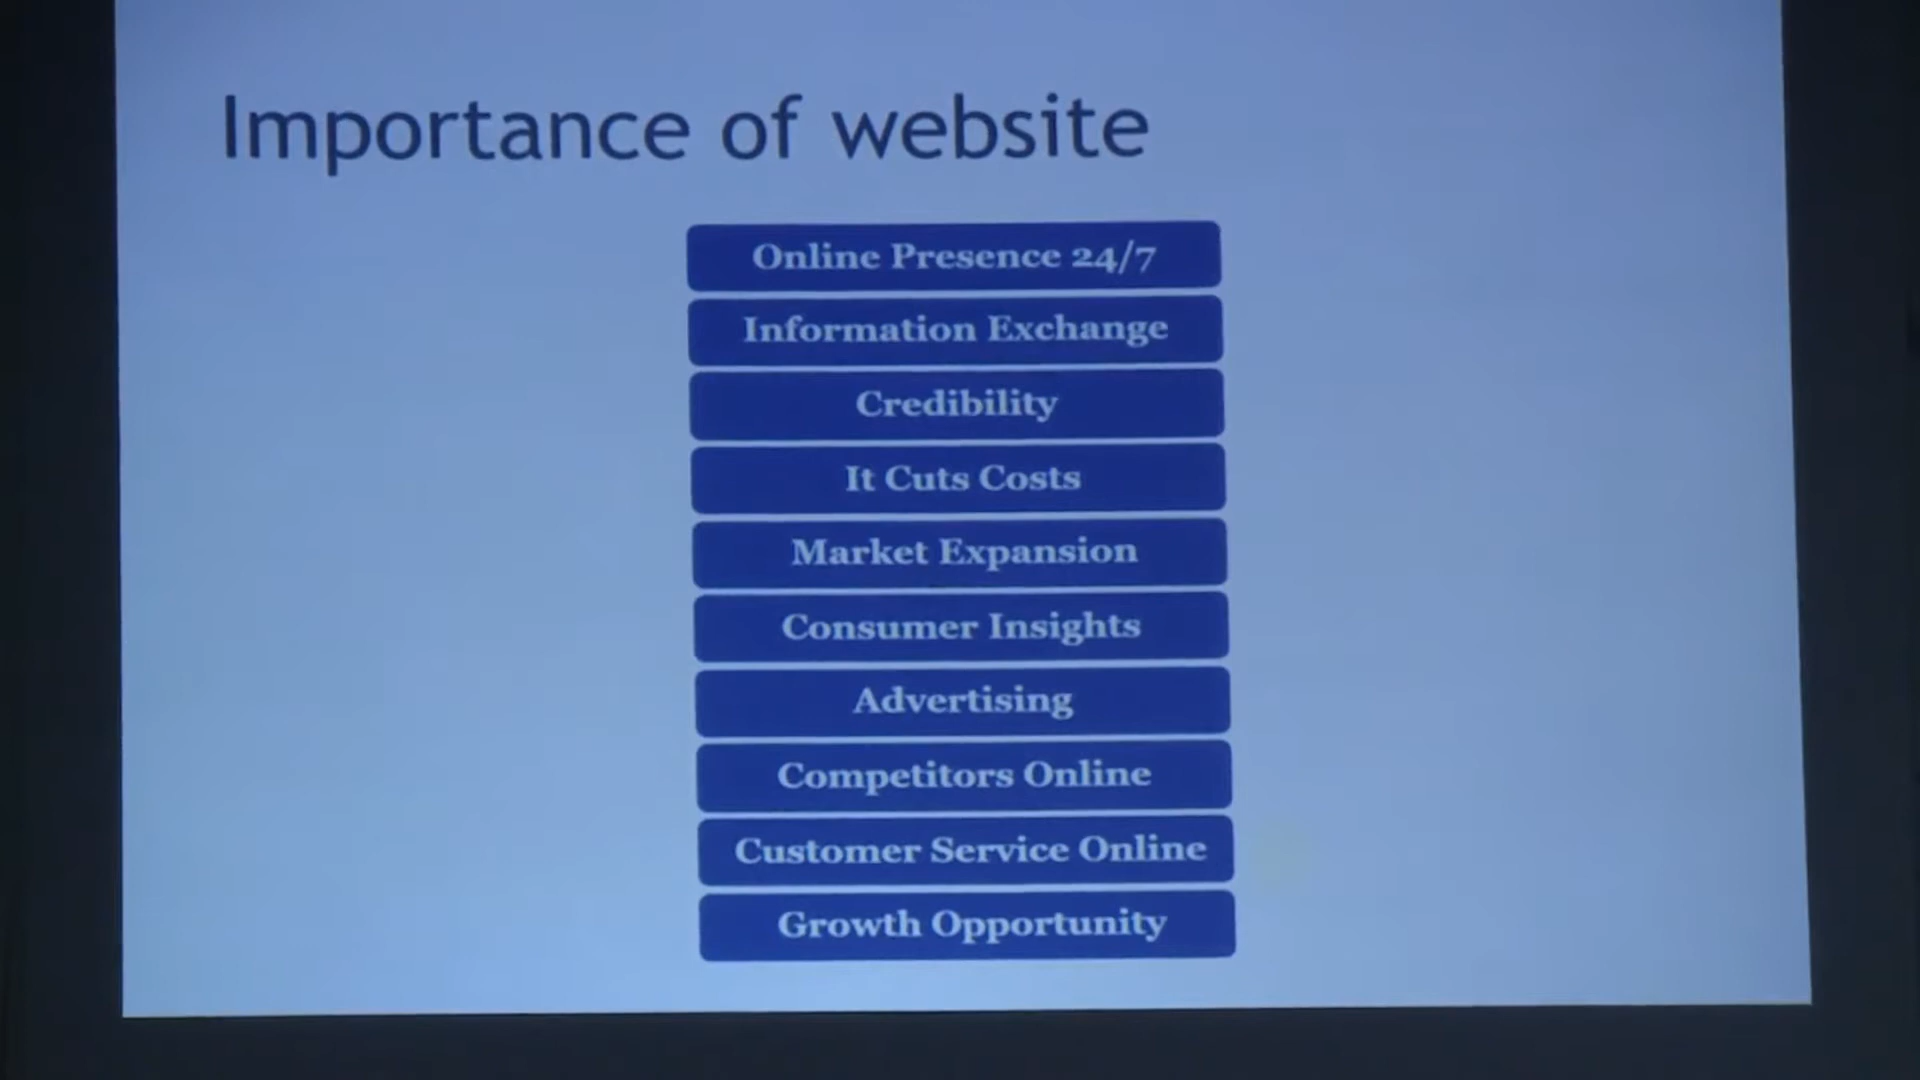 Importance of website
Online Presence 24/7
Information Exchange
Credibility
It Cuts Costs
Market Expansion
Consumer Insights
Advertising
Competitors Online
Customer Service Online
Growth Opportunity